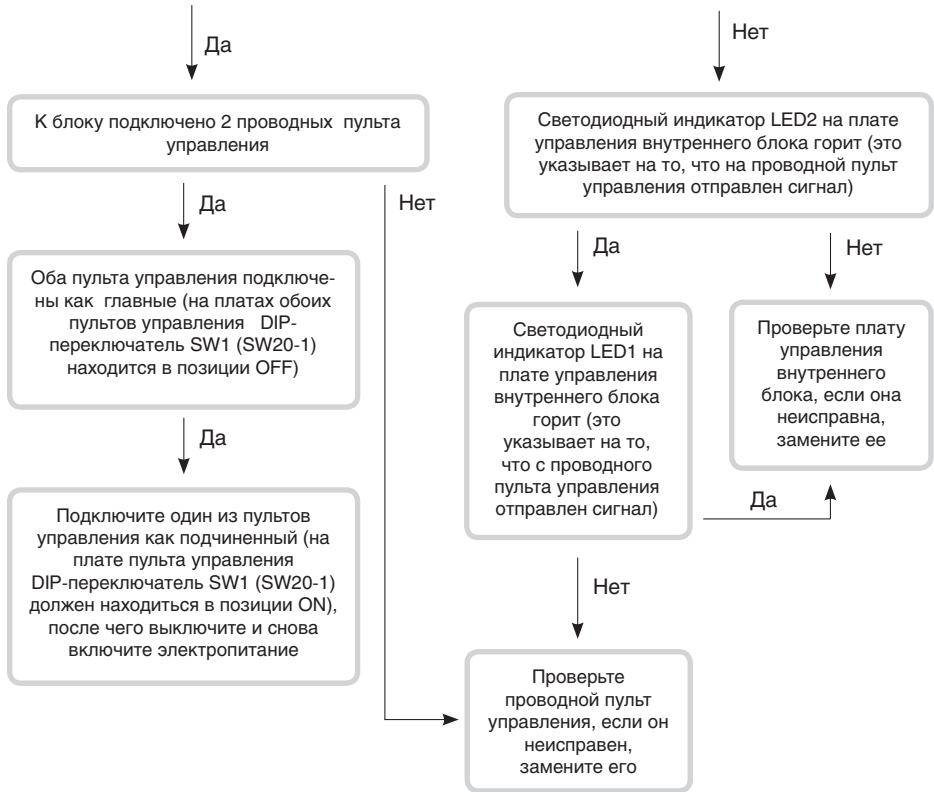 Да
К блоку подключено 2 проводных пульта
управления
Да
Нет
Оба пульта управления подключе-
ны как главные (на платах обоих
пультов управления DIP-
переключатель SW1 (SW20-1)
находится в позиции OFF)
Да
Подключите один из пультов
управления как подчиненный (на
плате пульта управления
DIP-переключатель SW1 (SW20-1)
должен находиться в позиции ON),
после чего выключите и снова
включите электропитание
Нет
Светодиодный индикатор LED2 на плате
управления внутреннего блока горит (это
указывает на то, что на проводной пульт
управления отправлен сигнал)
Да
Нет
Светодиодный
индикатор LED1 на
плате управления
внутреннего блока
горит (это
указывает на то,
что с проводного
пульта управления
отправлен сигнал)
Проверьте плату
управления
внутреннего
блока, если она
неисправна,
замените ее
Да
Нет
Проверьте
проводной пульт
управления, если он
неисправен,
замените его